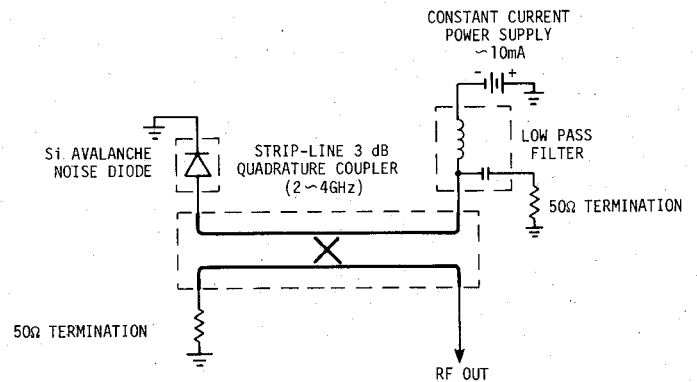 CONSTANT CURRENT
POWER SUPPLY
~10mA
- +
Si AVALANCHE
NOISE DIODE
STRIP-LINE 3 dB
QUADRATURE COUPLER
(2~4GHz)
LOW PASS
FILTER
50Ω TERMINATION
50Ω TERMINATION
RF OUT